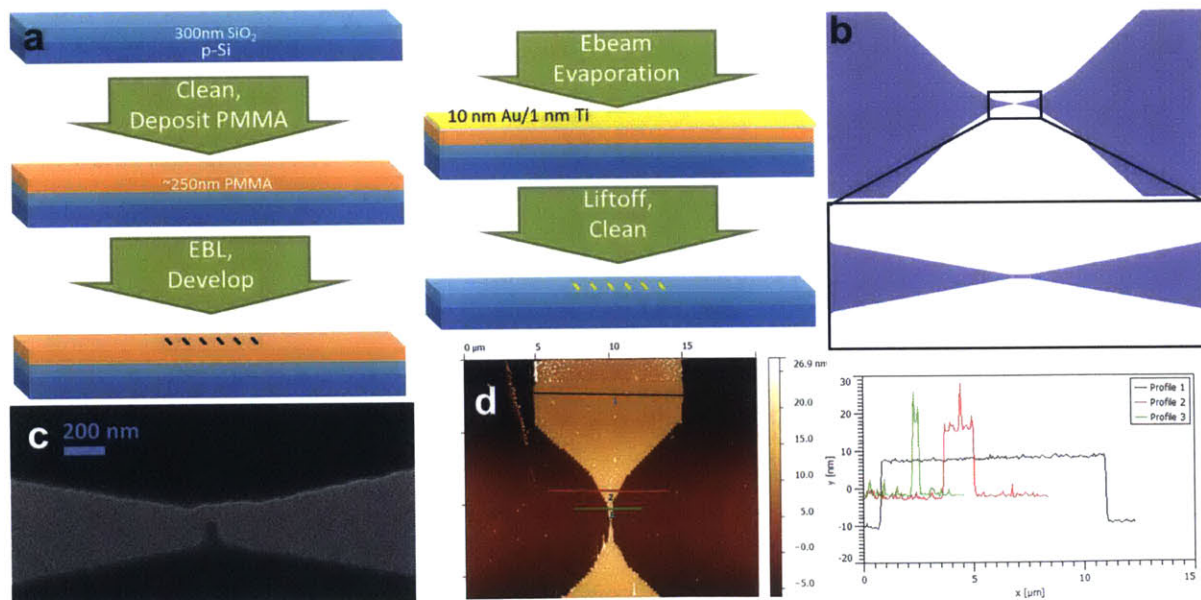 a
300nm SiO₂
p-Si
Clean,
Deposit PMMA
~250nm PMMA
EBL,
Develop
Ebeam
Evaporation
10 nm Au/1 nm Ti
Liftoff,
Clean
b
c
200 nm
d
0 µm
5
10
15
26.9 nm
20.0
15.0
10.0
5.0
-0.0
-5.0
1
2
30
20
10
0
-10
-20
y [nm]
Profile 1
Profile 2
Profile 3
0
5
10
15
x [µm]